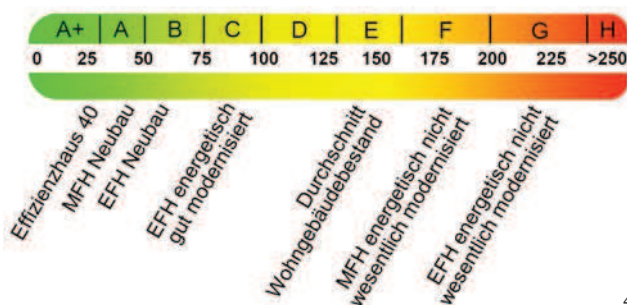 A+ A B C D E F G H
0 25 50 75 100 125 150 175 200 225 >250
Effizienzhaus 40
MFH Neubau
EFH Neubau
EFH energetisch
gut modernisiert
Durchschnitt
Wohngebäudebestand
MFH energetisch nicht
wesentlich modernisiert
EFH energetisch nicht
wesentlich modernisiert